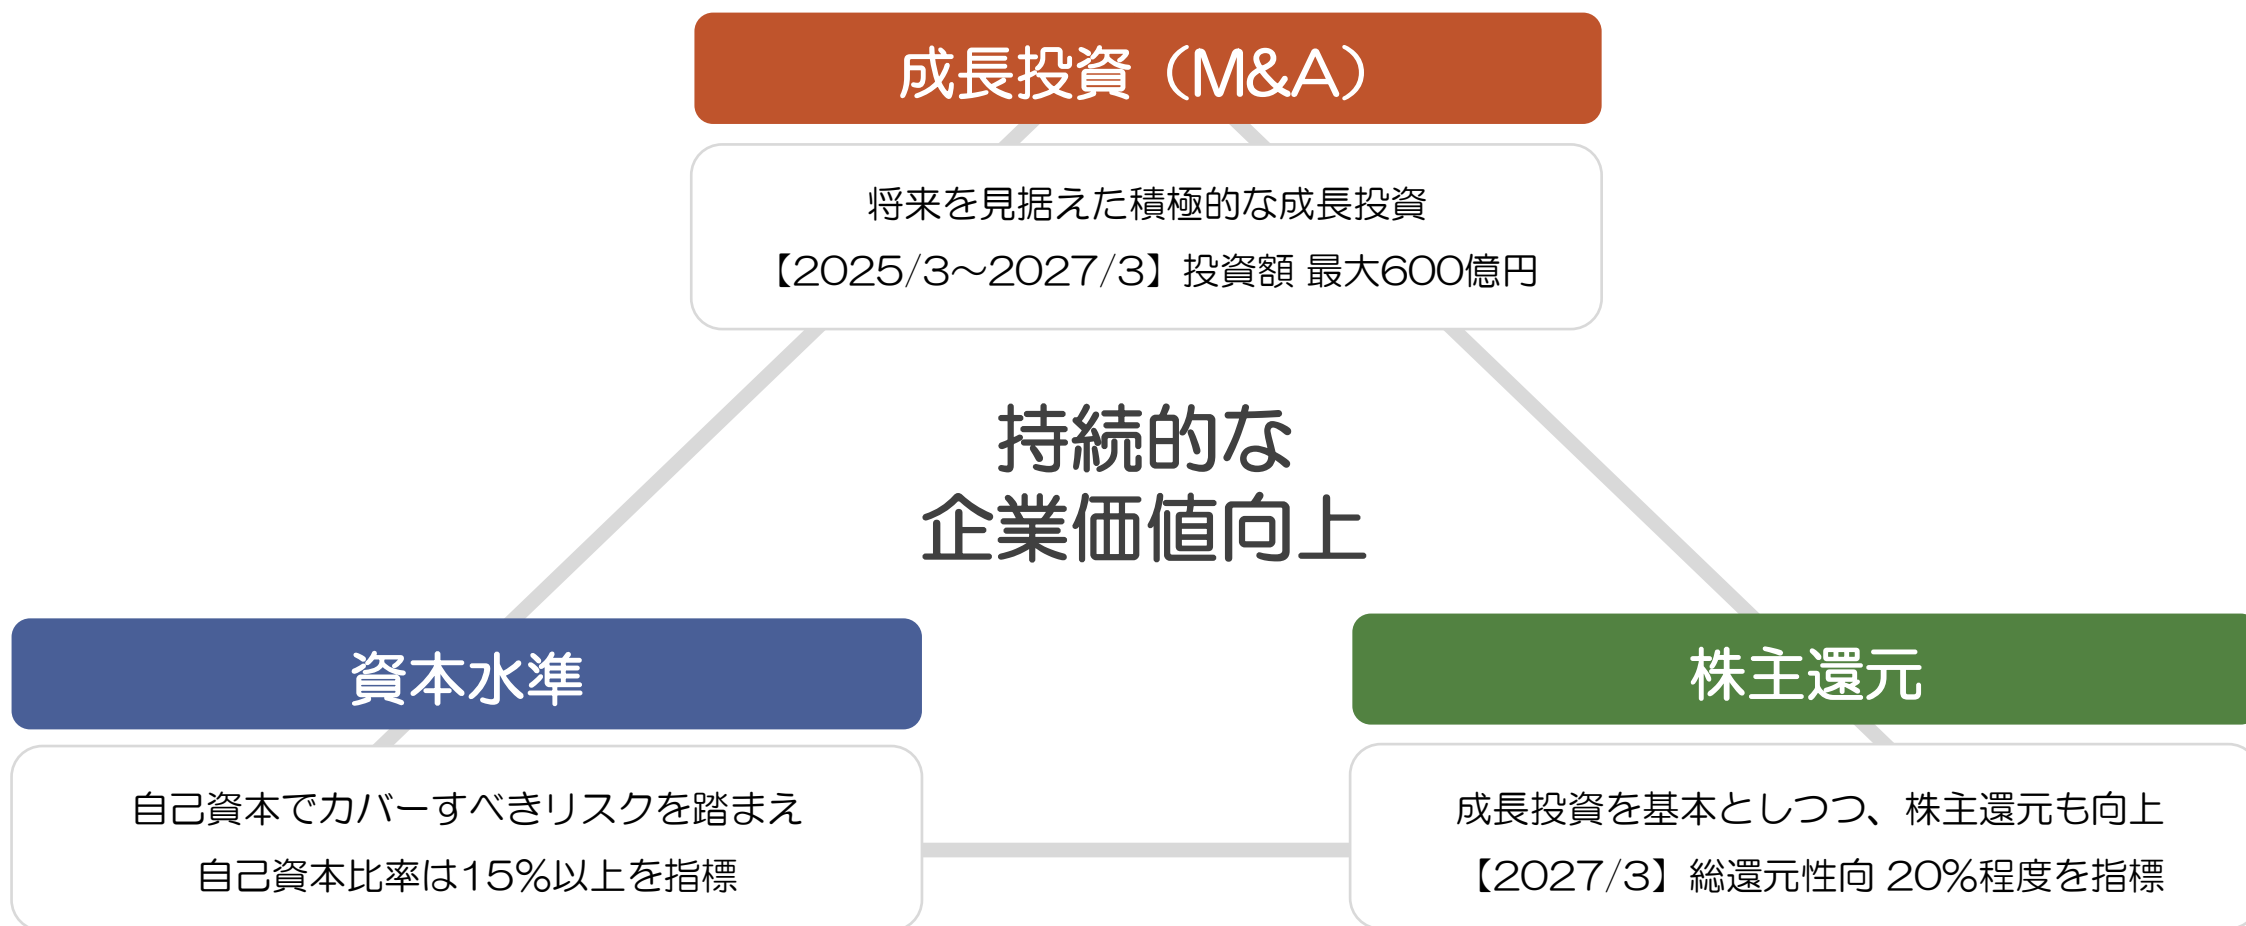 成長投資（M&A）
将来を見据えた積極的な成長投資
【2025/3～2027/3】投資額 最大600億円
持続的な
企業価値向上
資本水準
自己資本でカバーすべきリスクを踏まえ
自己資本比率は15%以上を指標
株主還元
成長投資を基本としつつ、株主還元も向上
【2027/3】総還元性向 20%程度を指標